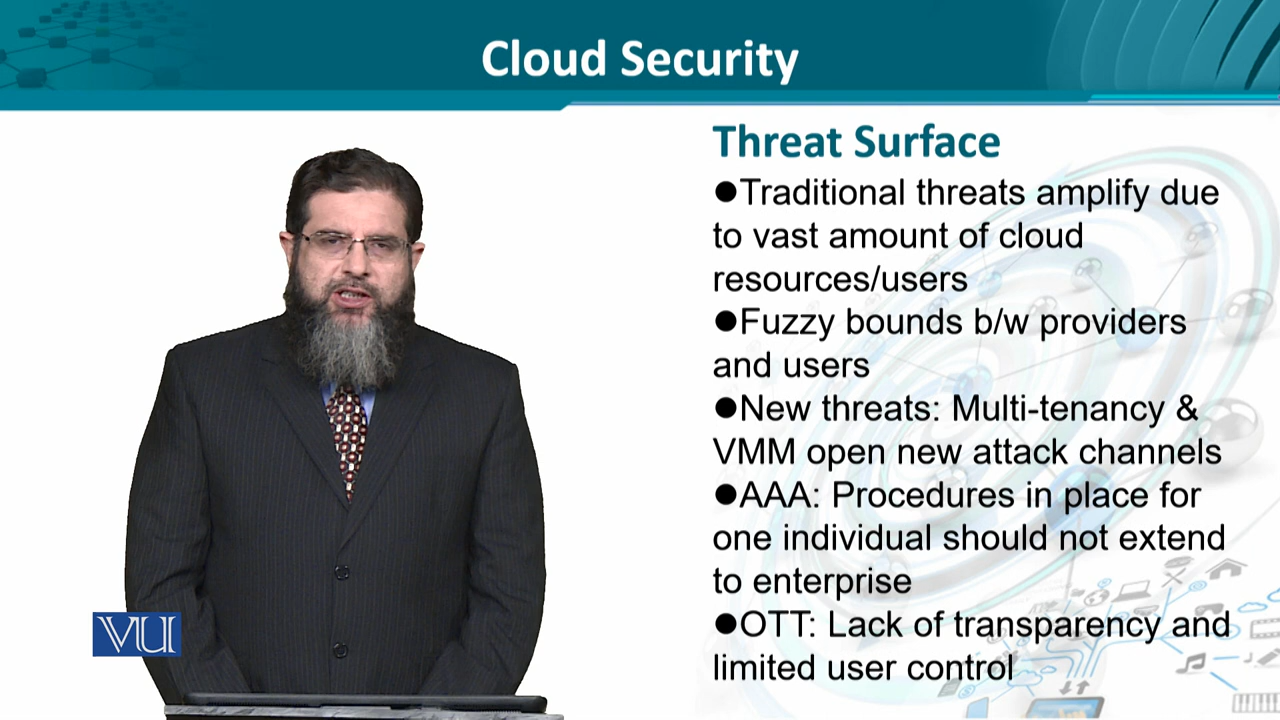 Cloud Security
Threat Surface
●Traditional threats amplify due
to vast amount of cloud
resources/users
●Fuzzy bounds b/w providers
and users
●New threats: Multi-tenancy &
VMM open new attack channels
●AAA: Procedures in place for
one individual should not extend
to enterprise
●OTT: Lack of transparency and
limited user control
VU